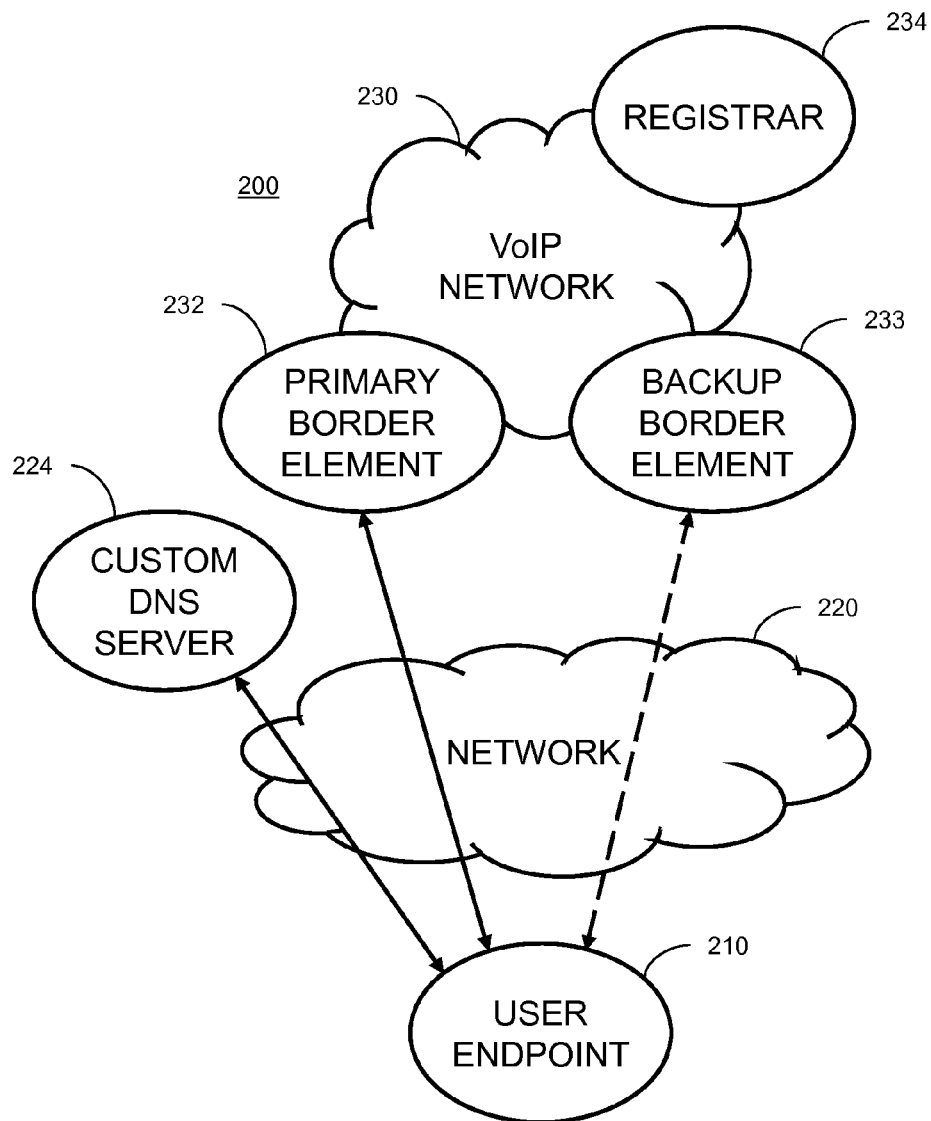 234
REGISTRAR
230
200
VoIP
NETWORK
232
233
PRIMARY
BORDER
ELEMENT
BACKUP
BORDER
ELEMENT
224
CUSTOM
DNS
SERVER
220
NETWORK
210
USER
ENDPOINT